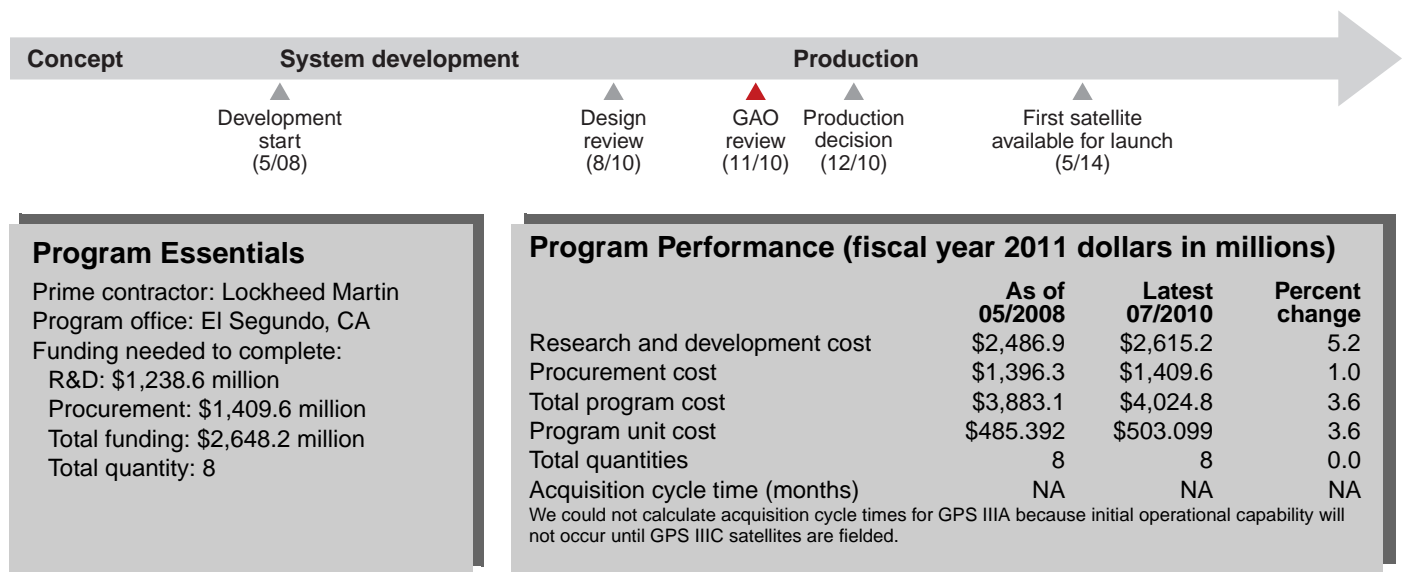 Concept System development Production
Development start (5/08)
Design review (8/10)
GAO review (11/10)
Production decision (12/10)
First satellite available for launch (5/14)
Program Essentials
Prime contractor: Lockheed Martin
Program office: El Segundo, CA
Funding needed to complete:
R&D: $1,238.6 million
Procurement: $1,409.6 million
Total funding: $2,648.2 million
Total quantity: 8
Program Performance (fiscal year 2011 dollars in millions)
As of 05/2008 Latest 07/2010 Percent change
Research and development cost $2,486.9 $2,615.2 5.2
Procurement cost $1,396.3 $1,409.6 1.0
Total program cost $3,883.1 $4,024.8 3.6
Program unit cost $485.392 $503.099 3.6
Total quantities 8 8 0.0
Acquisition cycle time (months) NA NA NA
We could not calculate acquisition cycle times for GPS IIIA because initial operational capability will
not occur until GPS IIIC satellites are fielded.